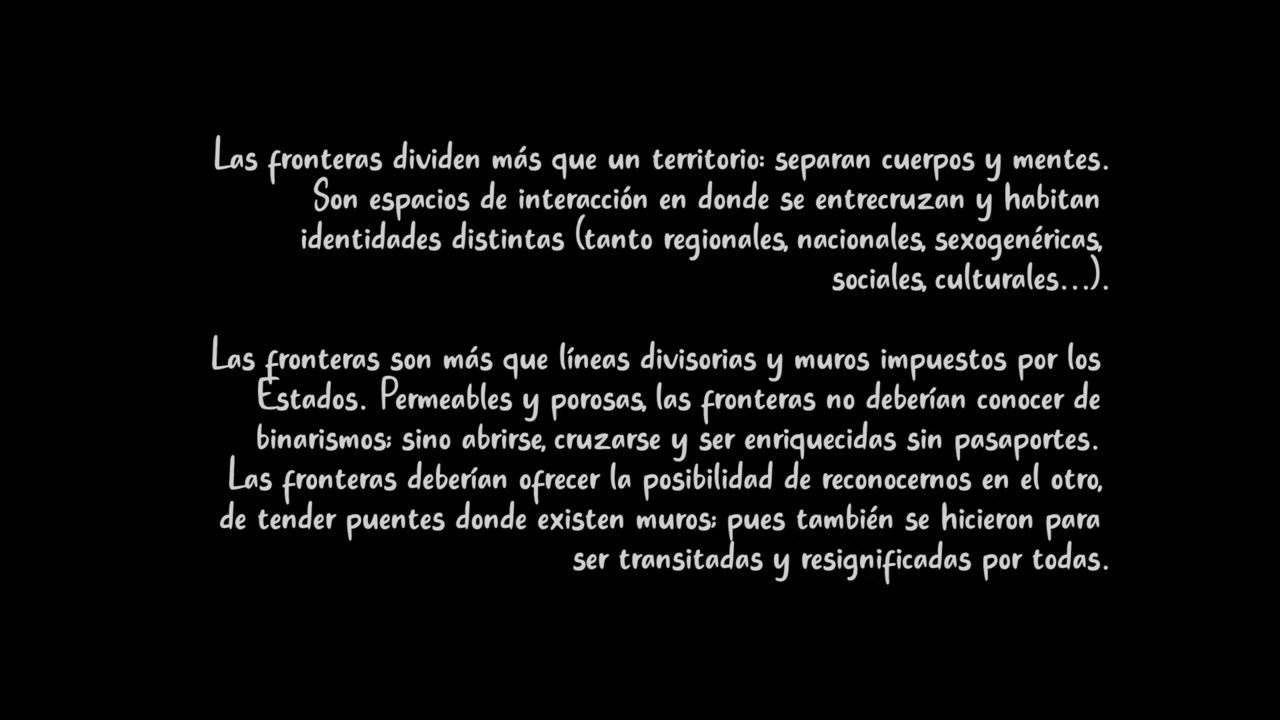 Las fronteras dividen más que un territorio: separan cuerpos y mentes.
Son espacios de interacción en donde se entrecruzan y habitan
identidades distintas (tanto regionales, nacionales, sexogenéricas,
sociales, culturales...).
Las fronteras son más que líneas divisorias y muros impuestos por los
Estados. Permeables y porosas, las fronteras no deberían conocer de
binarismos; sino abrirse, cruzarse y ser enriquecidas sin pasaportes.
Las fronteras deberían ofrecer la posibilidad de reconocernos en el otro,
de tender puentes donde existen muros; pues también se hicieron para
ser transitadas y resignificadas por todas.